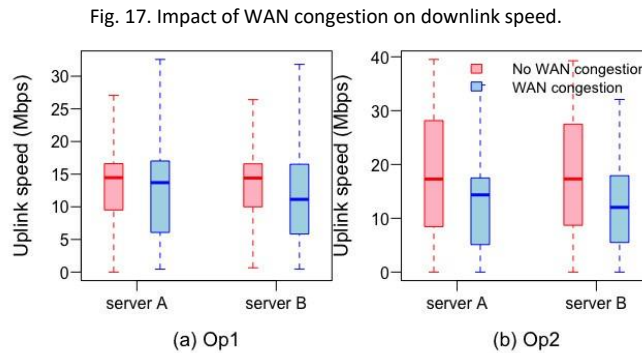 Fig. 17. Impact of WAN congestion on downlink speed.
Uplink speed (Mbps)
30
25
20
15
10
5
0
server A
server B
(a) Op1
Uplink speed (Mbps)
40
30
20
10
0
No WAN congestion
WAN congestion
server A
server B
(b) Op2